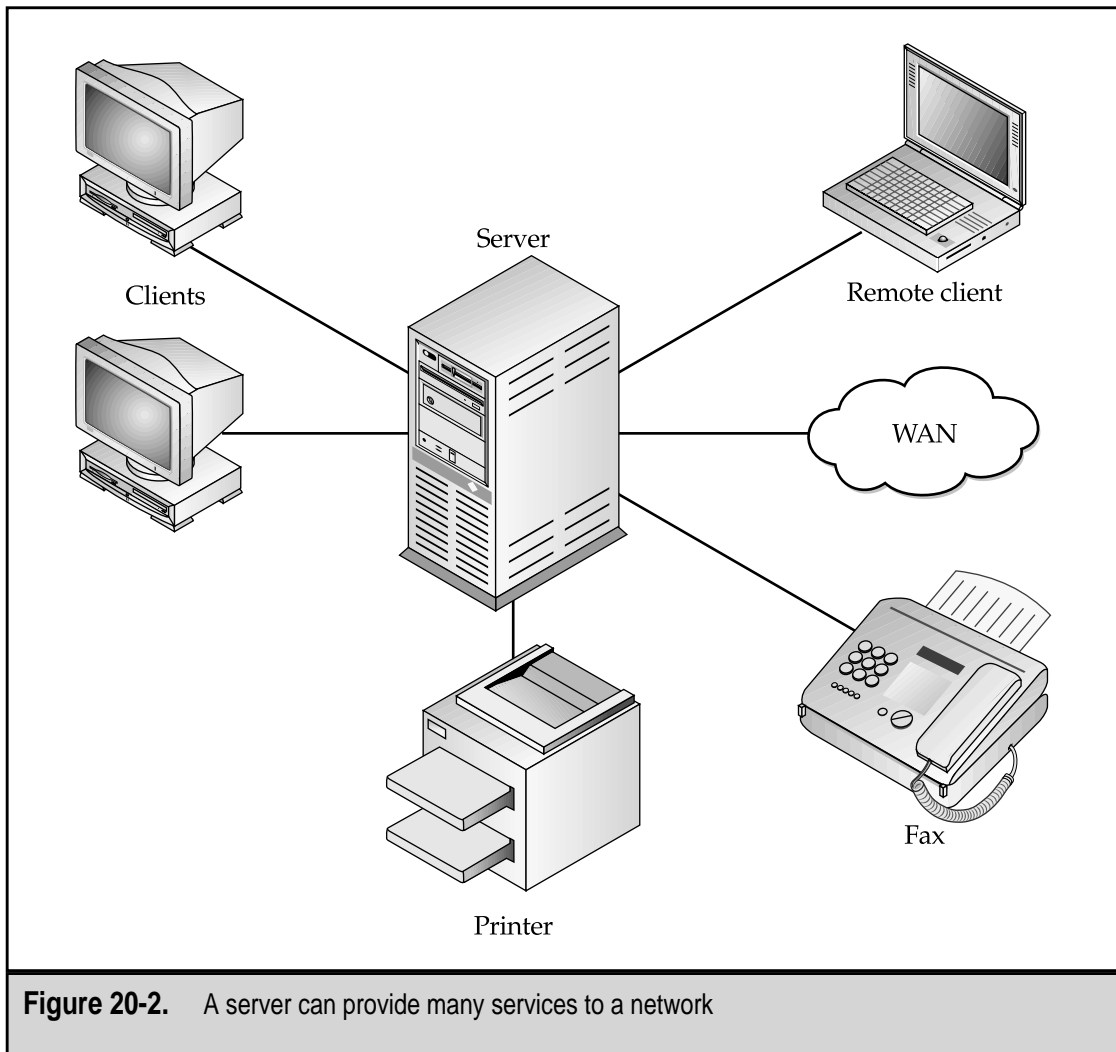 Server
Clients
Remote client
WAN
Fax
Printer
Figure 20-2. A server can provide many services to a network